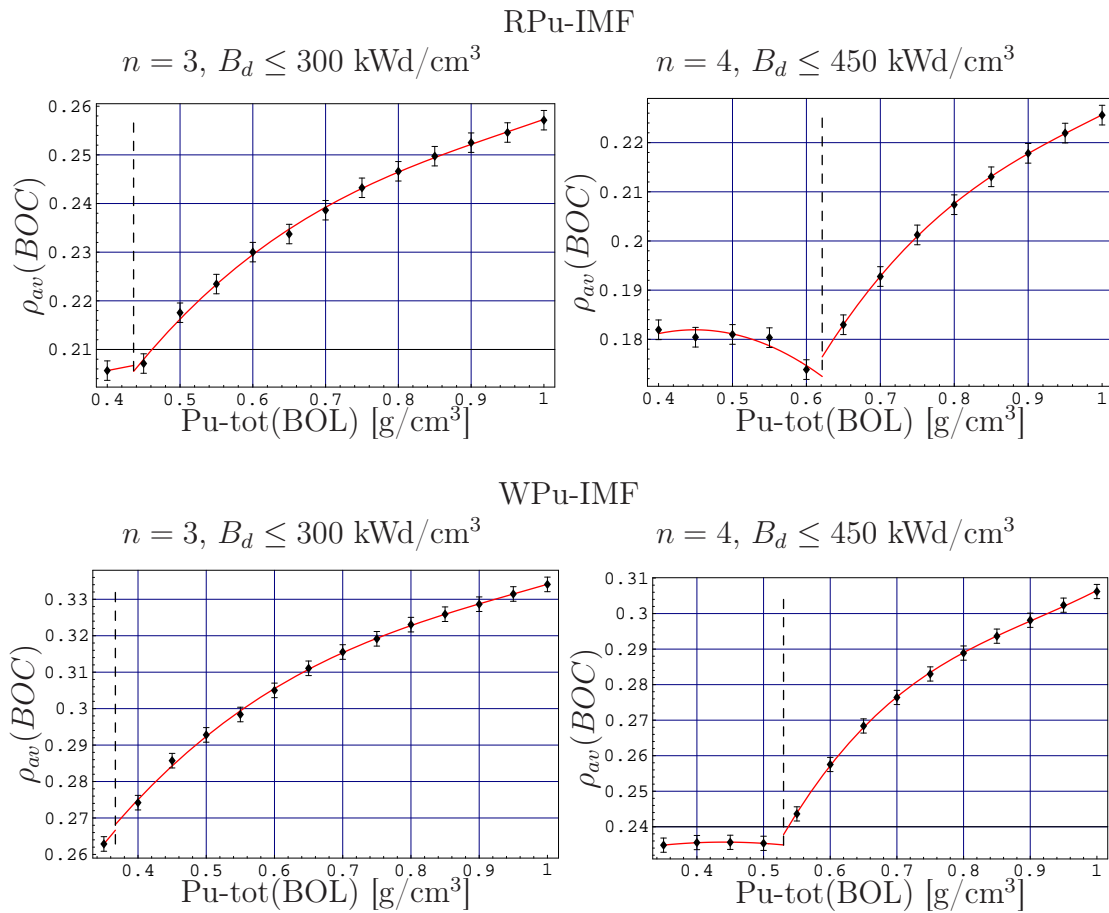 RPu-IMF
n = 3, B_d ≤ 300 kWd/cm³
n = 4, B_d ≤ 450 kWd/cm³
0.26
0.25
0.24
0.23
0.22
0.21
ρ_av(BOC)
0.4 0.5 0.6 0.7 0.8 0.9 1
Pu-tot(BOL) [g/cm³]
0.22
0.21
0.2
0.19
0.18
ρ_av(BOC)
0.4 0.5 0.6 0.7 0.8 0.9 1
Pu-tot(BOL) [g/cm³]
WPu-IMF
n = 3, B_d ≤ 300 kWd/cm³
n = 4, B_d ≤ 450 kWd/cm³
0.33
0.32
0.31
0.3
0.29
0.28
0.27
0.26
ρ_av(BOC)
0.4 0.5 0.6 0.7 0.8 0.9 1
Pu-tot(BOL) [g/cm³]
0.31
0.3
0.29
0.28
0.27
0.26
0.25
0.24
ρ_av(BOC)
0.4 0.5 0.6 0.7 0.8 0.9 1
Pu-tot(BOL) [g/cm³]